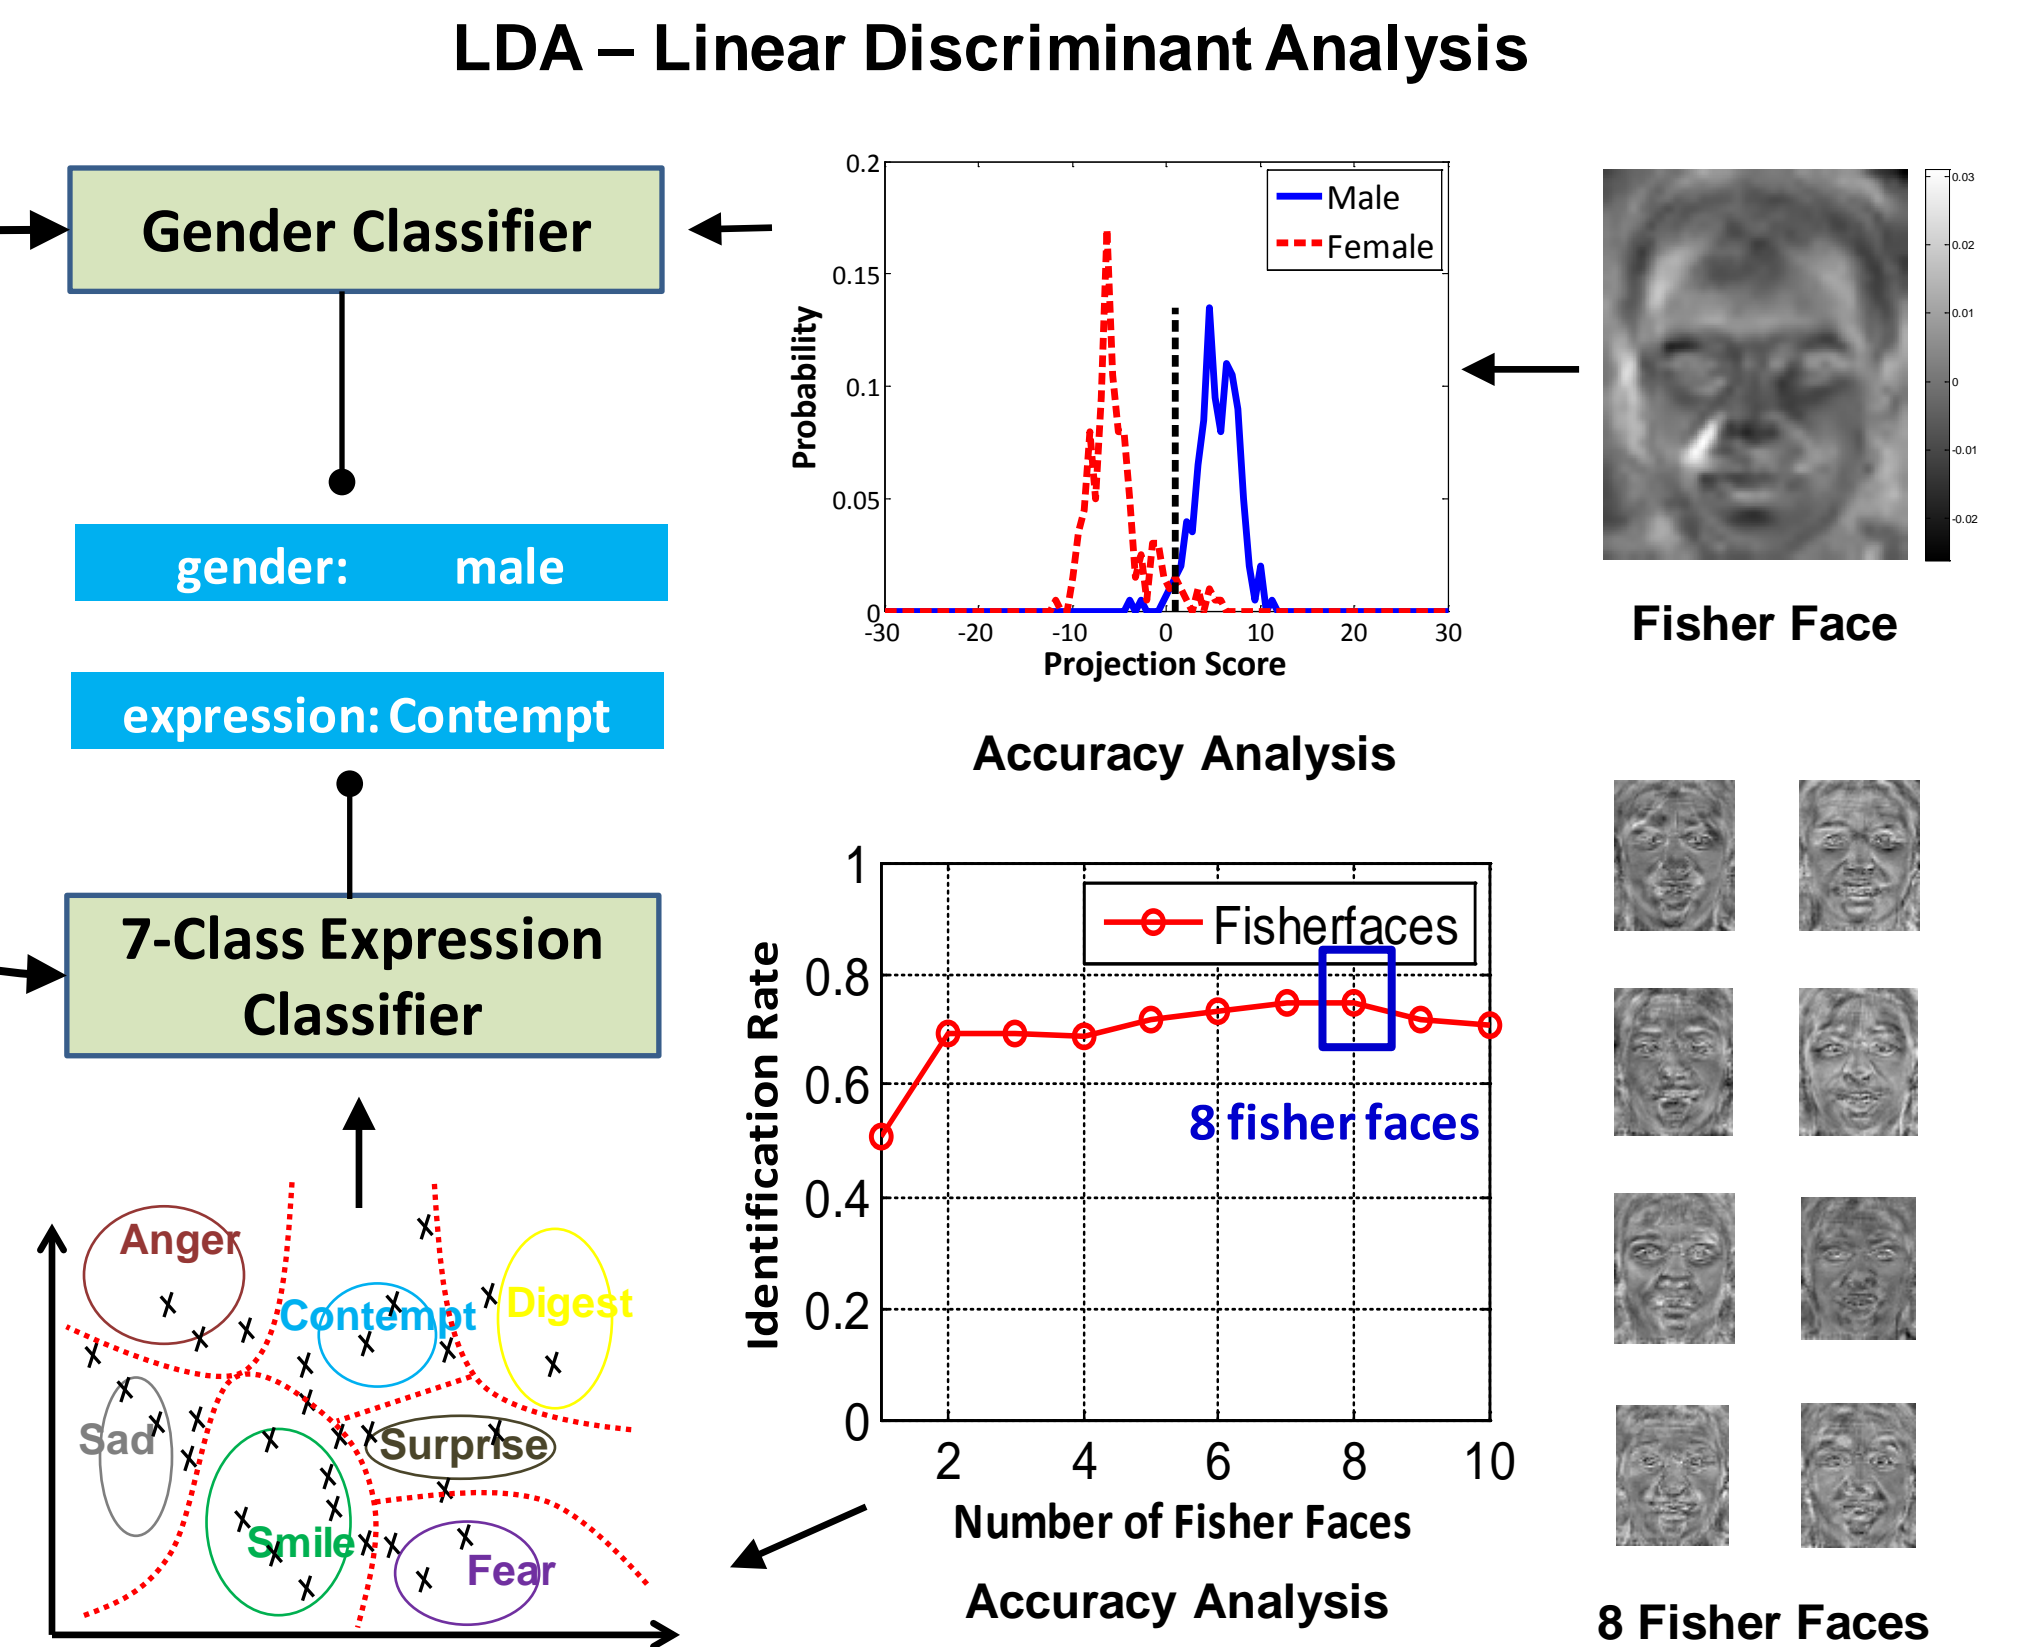 LDA – Linear Discriminant Analysis
Gender Classifier
gender: male
expression: Contempt
7-Class Expression
Classifier
Anger
Contempt
Digest
Sad
Surprise
Smile
Fear
0.2
0.15
0.1
0.05
0
-30 -20 -10 0 10 20 30
Probability
Projection Score
Male
Female
Accuracy Analysis
0.03
0.02
0.01
0
-0.01
-0.02
Fisher Face
1
0.8
0.6
0.4
0.2
0
2 4 6 8 10
Identification Rate
Fisherfaces
8 fisher faces
Number of Fisher Faces
Accuracy Analysis
8 Fisher Faces